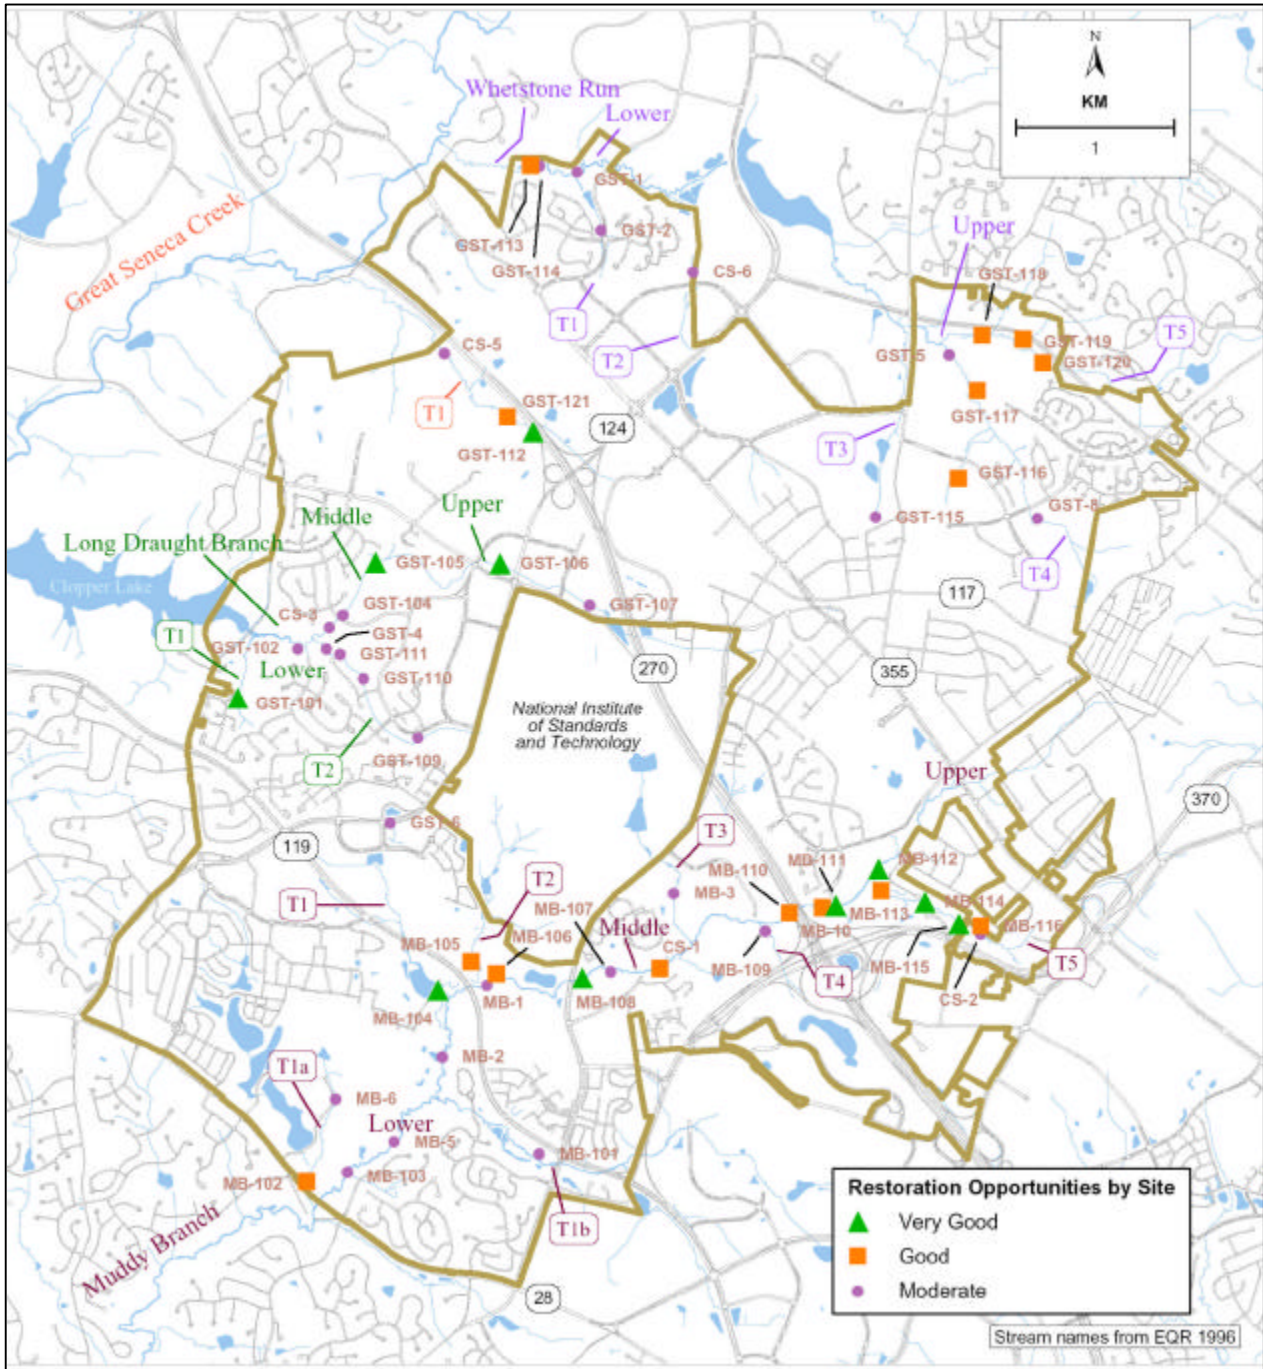 N
KM
1
Whetstone Run
Lower
GST-1
GST-113
GST-2
GST-114
CS-6
Great Seneca Creek
Upper
GST-118
T1
T2
CS-5
GST-5
GST-119
T5
GST-120
T1
GST-121
GST-117
124
T3
GST-112
GST-116
Middle
Upper
GST-115
GST-8
Long Draught Branch
GST-105
GST-106
T4
Clopper Lake
117
CS-3
GST-104
GST-107
T1
GST-4
GST-102
GST-111
Lower
270
355
GST-110
GST-101
National Institute
of Standards
and Technology
T2
GST-109
Upper
370
GST-6
119
T3
MB-111
MB-112
MB-110
T2
T1
MB-3
MB-107
MB-114
MB-113
MB-10
MB-105
MB-106
Middle
MB-116
CS-1
MB-109
MB-115
T5
T4
MB-1
MB-108
CS-2
MB-104
MB-2
T1a
MB-6
Lower
MB-5
MB-101
MB-103
MB-102
Muddy Branch
T1b
28
Restoration Opportunities by Site
Very Good
Good
Moderate
Stream names from EQR 1996